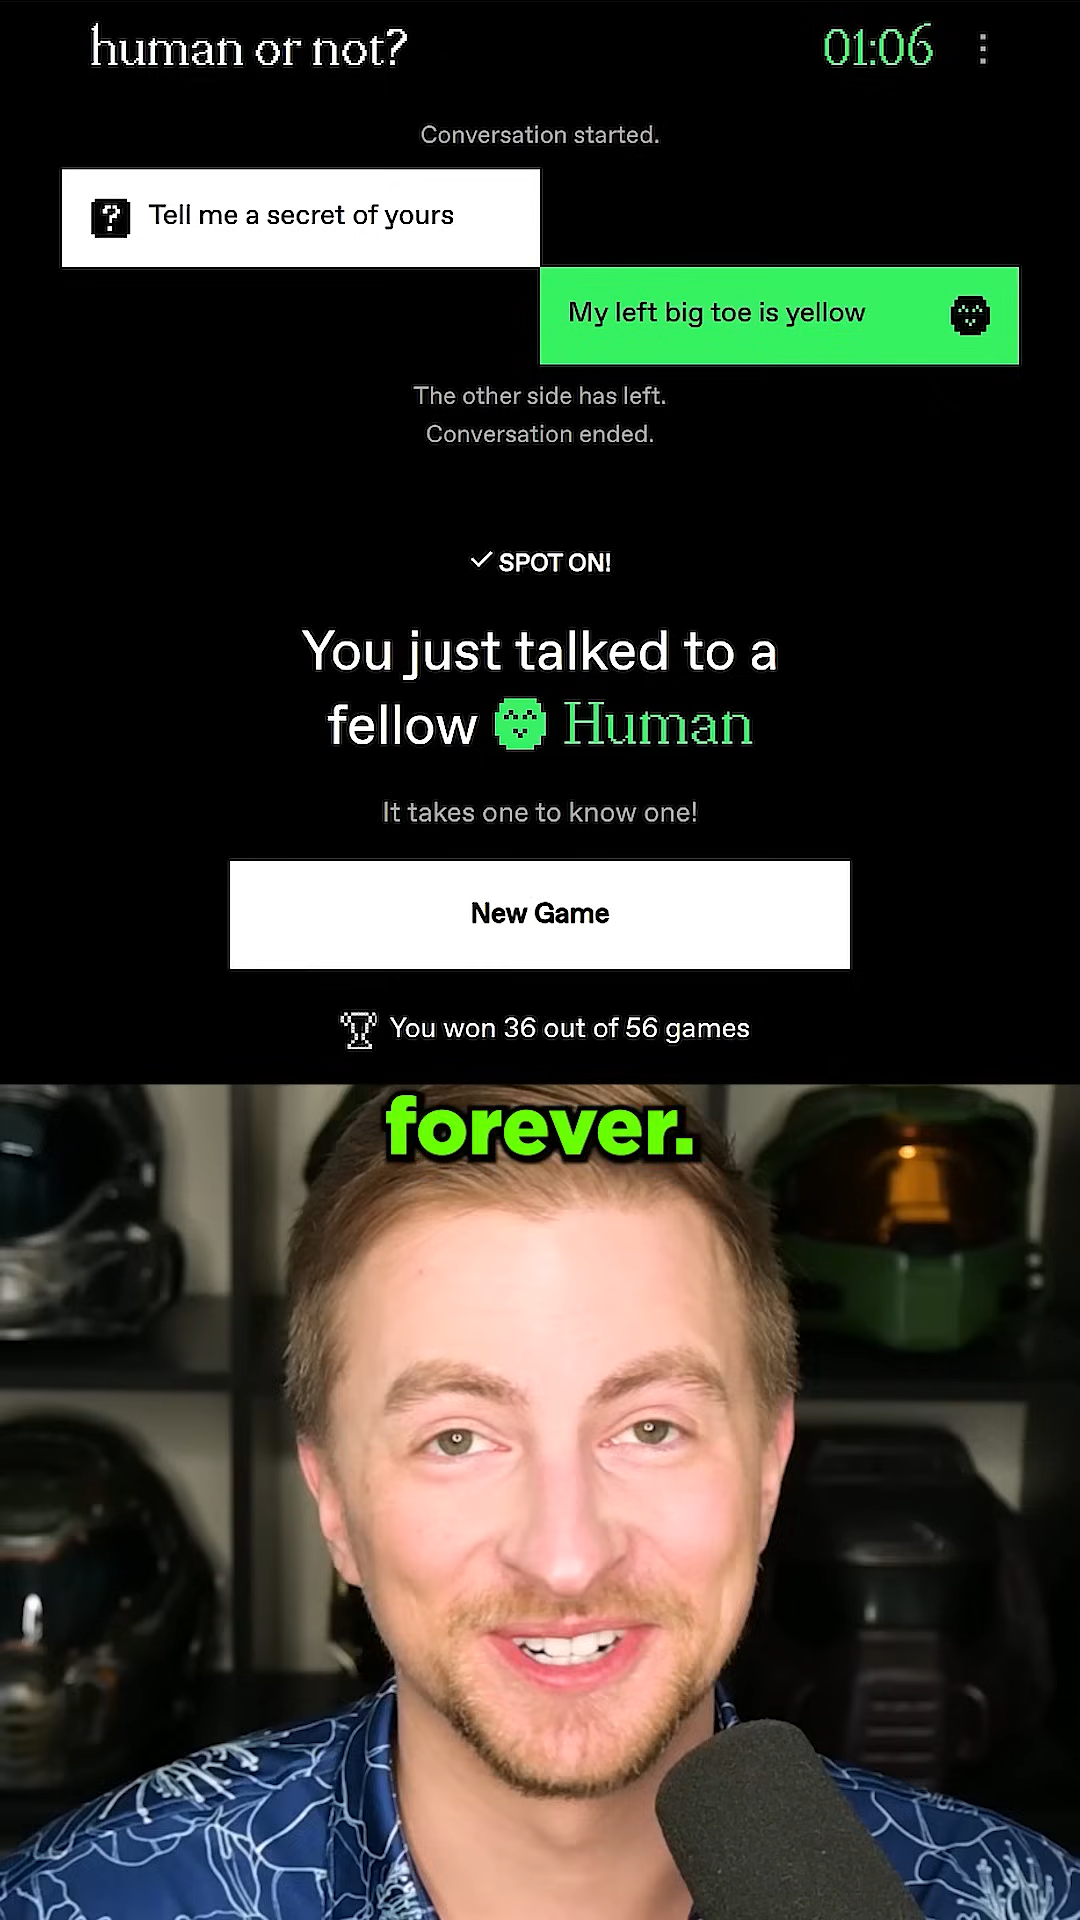 human or not?
01:06
Conversation started.
Tell me a secret of yours
My left big toe is yellow
The other side has left.
Conversation ended.
SPOT ON!
You just talked to a
fellow Human
It takes one to know one!
New Game
You won 36 out of 56 games
forever.